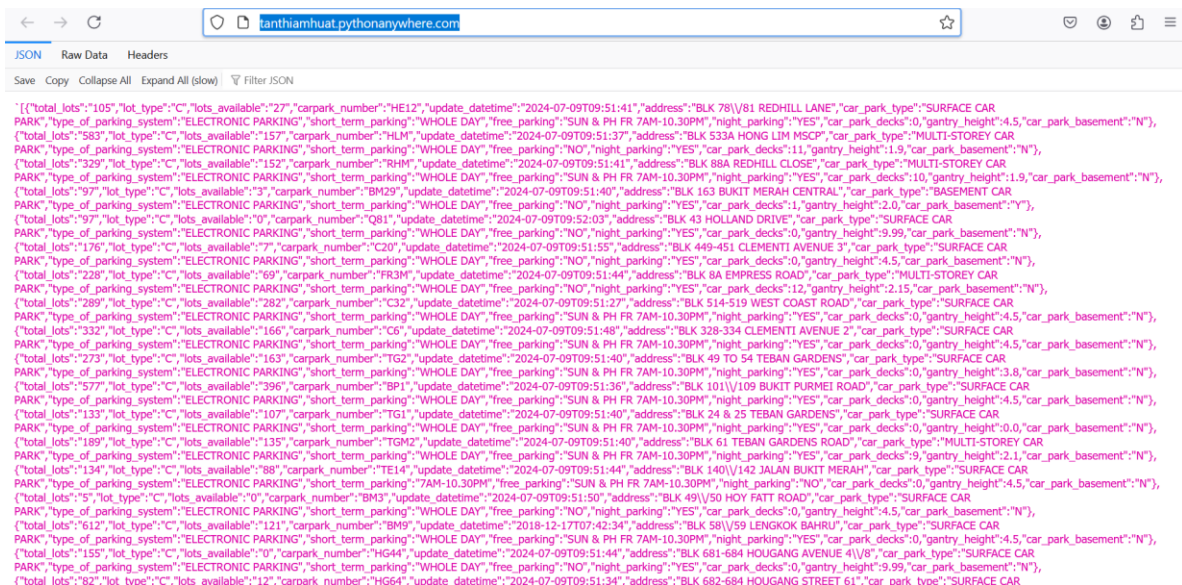 tanthiamhuat.pythonanywhere.com
JSON Raw Data Headers
Save Copy Collapse All Expand All (slow) Filter JSON
`[{"total_lots":"105","lot_type":"C","lots_available":"27","carpark_number":"HE12","update_datetime":"2024-07-09T09:51:41","address":"BLK 78\\/81 REDHILL LANE","car_park_type":"SURFACE CAR
PARK","type_of_parking_system":"ELECTRONIC PARKING","short_term_parking":"WHOLE DAY","free_parking":"SUN & PH FR 7AM-10.30PM","night_parking":"YES","car_park_decks":0,"gantry_height":4.5,"car_park_basement":"N"},
{"total_lots":"583","lot_type":"C","lots_available":"157","carpark_number":"HLM","update_datetime":"2024-07-09T09:51:37","address":"BLK 533A HONG LIM MSCP","car_park_type":"MULTI-STOREY CAR
PARK","type_of_parking_system":"ELECTRONIC PARKING","short_term_parking":"WHOLE DAY","free_parking":"NO","night_parking":"YES","car_park_decks":11,"gantry_height":1.9,"car_park_basement":"N"},
{"total_lots":"329","lot_type":"C","lots_available":"152","carpark_number":"RHM","update_datetime":"2024-07-09T09:51:41","address":"BLK 88A REDHILL CLOSE","car_park_type":"MULTI-STOREY CAR
PARK","type_of_parking_system":"ELECTRONIC PARKING","short_term_parking":"WHOLE DAY","free_parking":"SUN & PH FR 7AM-10.30PM","night_parking":"YES","car_park_decks":10,"gantry_height":1.9,"car_park_basement":"N"},
{"total_lots":"97","lot_type":"C","lots_available":"3","carpark_number":"BM29","update_datetime":"2024-07-09T09:51:40","address":"BLK 163 BUKIT MERAH CENTRAL","car_park_type":"BASEMENT CAR
PARK","type_of_parking_system":"ELECTRONIC PARKING","short_term_parking":"WHOLE DAY","free_parking":"NO","night_parking":"YES","car_park_decks":1,"gantry_height":2.0,"car_park_basement":"Y"},
{"total_lots":"97","lot_type":"C","lots_available":"0","carpark_number":"Q81","update_datetime":"2024-07-09T09:52:03","address":"BLK 43 HOLLAND DRIVE","car_park_type":"SURFACE CAR
PARK","type_of_parking_system":"ELECTRONIC PARKING","short_term_parking":"WHOLE DAY","free_parking":"NO","night_parking":"YES","car_park_decks":0,"gantry_height":9.99,"car_park_basement":"N"},
{"total_lots":"176","lot_type":"C","lots_available":"7","carpark_number":"C20","update_datetime":"2024-07-09T09:51:55","address":"BLK 449-451 CLEMENTI AVENUE 3","car_park_type":"SURFACE CAR
PARK","type_of_parking_system":"ELECTRONIC PARKING","short_term_parking":"WHOLE DAY","free_parking":"NO","night_parking":"YES","car_park_decks":0,"gantry_height":4.5,"car_park_basement":"N"},
{"total_lots":"228","lot_type":"C","lots_available":"69","carpark_number":"FR3M","update_datetime":"2024-07-09T09:51:44","address":"BLK 8A EMPRESS ROAD","car_park_type":"MULTI-STOREY CAR
PARK","type_of_parking_system":"ELECTRONIC PARKING","short_term_parking":"WHOLE DAY","free_parking":"NO","night_parking":"YES","car_park_decks":12,"gantry_height":2.15,"car_park_basement":"N"},
{"total_lots":"289","lot_type":"C","lots_available":"282","carpark_number":"C32","update_datetime":"2024-07-09T09:51:27","address":"BLK 514-519 WEST COAST ROAD","car_park_type":"SURFACE CAR
PARK","type_of_parking_system":"ELECTRONIC PARKING","short_term_parking":"WHOLE DAY","free_parking":"SUN & PH FR 7AM-10.30PM","night_parking":"YES","car_park_decks":0,"gantry_height":4.5,"car_park_basement":"N"},
{"total_lots":"332","lot_type":"C","lots_available":"166","carpark_number":"C6","update_datetime":"2024-07-09T09:51:48","address":"BLK 328-334 CLEMENTI AVENUE 2","car_park_type":"SURFACE CAR
PARK","type_of_parking_system":"ELECTRONIC PARKING","short_term_parking":"WHOLE DAY","free_parking":"SUN & PH FR 7AM-10.30PM","night_parking":"YES","car_park_decks":0,"gantry_height":4.5,"car_park_basement":"N"},
{"total_lots":"273","lot_type":"C","lots_available":"163","carpark_number":"TG2","update_datetime":"2024-07-09T09:51:40","address":"BLK 49 TO 54 TEBAN GARDENS","car_park_type":"SURFACE CAR
PARK","type_of_parking_system":"ELECTRONIC PARKING","short_term_parking":"WHOLE DAY","free_parking":"SUN & PH FR 7AM-10.30PM","night_parking":"YES","car_park_decks":0,"gantry_height":3.8,"car_park_basement":"N"},
{"total_lots":"577","lot_type":"C","lots_available":"396","carpark_number":"BP1","update_datetime":"2024-07-09T09:51:36","address":"BLK 101\\/109 BUKIT PURMEI ROAD","car_park_type":"SURFACE CAR
PARK","type_of_parking_system":"ELECTRONIC PARKING","short_term_parking":"WHOLE DAY","free_parking":"SUN & PH FR 7AM-10.30PM","night_parking":"YES","car_park_decks":0,"gantry_height":4.5,"car_park_basement":"N"},
{"total_lots":"133","lot_type":"C","lots_available":"107","carpark_number":"TG1","update_datetime":"2024-07-09T09:51:40","address":"BLK 24 & 25 TEBAN GARDENS","car_park_type":"SURFACE CAR
PARK","type_of_parking_system":"ELECTRONIC PARKING","short_term_parking":"WHOLE DAY","free_parking":"SUN & PH FR 7AM-10.30PM","night_parking":"YES","car_park_decks":0,"gantry_height":0.0,"car_park_basement":"N"},
{"total_lots":"189","lot_type":"C","lots_available":"135","carpark_number":"TGM2","update_datetime":"2024-07-09T09:51:40","address":"BLK 61 TEBAN GARDENS ROAD","car_park_type":"MULTI-STOREY CAR
PARK","type_of_parking_system":"ELECTRONIC PARKING","short_term_parking":"WHOLE DAY","free_parking":"SUN & PH FR 7AM-10.30PM","night_parking":"YES","car_park_decks":9,"gantry_height":2.1,"car_park_basement":"N"},
{"total_lots":"134","lot_type":"C","lots_available":"88","carpark_number":"TE14","update_datetime":"2024-07-09T09:51:44","address":"BLK 140\\/142 JALAN BUKIT MERAH","car_park_type":"SURFACE CAR
PARK","type_of_parking_system":"ELECTRONIC PARKING","short_term_parking":"7AM-10.30PM","free_parking":"SUN & PH FR 7AM-10.30PM","night_parking":"NO","car_park_decks":0,"gantry_height":4.5,"car_park_basement":"N"},
{"total_lots":"5","lot_type":"C","lots_available":"0","carpark_number":"BM3","update_datetime":"2024-07-09T09:51:50","address":"BLK 49\\/50 HOY FATT ROAD","car_park_type":"SURFACE CAR
PARK","type_of_parking_system":"ELECTRONIC PARKING","short_term_parking":"WHOLE DAY","free_parking":"NO","night_parking":"YES","car_park_decks":0,"gantry_height":4.5,"car_park_basement":"N"},
{"total_lots":"612","lot_type":"C","lots_available":"121","carpark_number":"BM9","update_datetime":"2018-12-17T07:42:34","address":"BLK 58\\/59 LENGKOK BAHRU","car_park_type":"SURFACE CAR
PARK","type_of_parking_system":"ELECTRONIC PARKING","short_term_parking":"WHOLE DAY","free_parking":"SUN & PH FR 7AM-10.30PM","night_parking":"YES","car_park_decks":0,"gantry_height":4.5,"car_park_basement":"N"},
{"total_lots":"155","lot_type":"C","lots_available":"0","carpark_number":"HG44","update_datetime":"2024-07-09T09:51:44","address":"BLK 681-684 HOUGANG AVENUE 4\\/8","car_park_type":"SURFACE CAR
PARK","type_of_parking_system":"ELECTRONIC PARKING","short_term_parking":"WHOLE DAY","free_parking":"SUN & PH FR 7AM-10.30PM","night_parking":"YES","car_park_decks":0,"gantry_height":9.99,"car_park_basement":"N"},
{"total_lots":"82","lot_type":"C","lots_available":"12","carpark_number":"HG64","update_datetime":"2024-07-09T09:51:34","address":"BLK 682-684 HOUGANG STREET 61","car_park_type":"SURFACE CAR